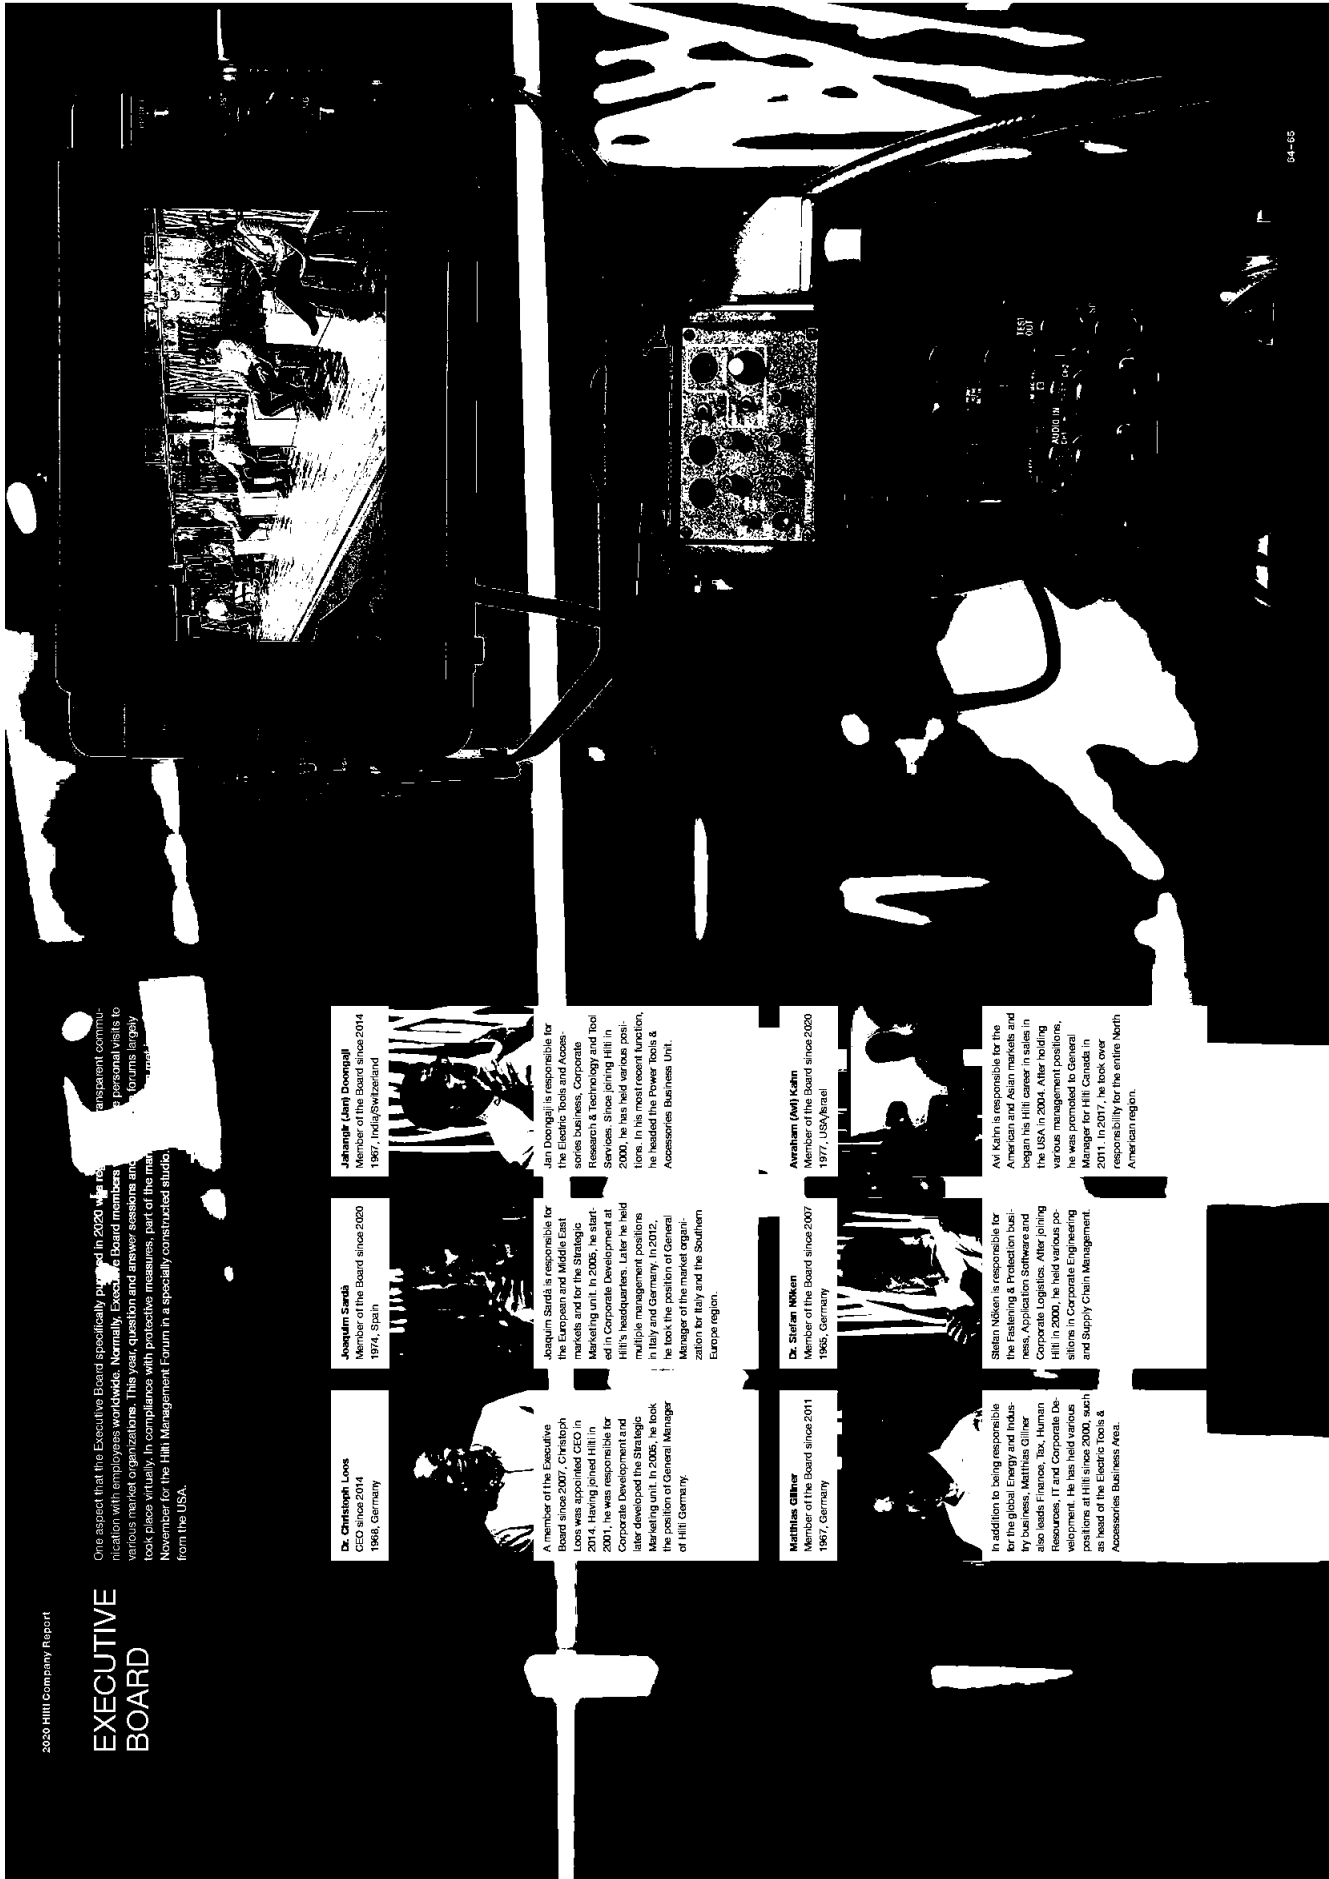 2020 Hilti Company Report
EXECUTIVE
BOARD
One aspect that the Executive Board specifically in 2020 was transparent commu-
nication with employees worldwide. Normally, Executive Board members personal visits to
various market organizations. This year, question and answer sessions and forums largely
took place virtually. In compliance with protective measures, part of the
November for the Hilti Management Forum in a specially constructed studio.
from the USA.
Dr. Christoph Loos
CEO since 2014
1968, Germany
A member of the Executive
Board since 2007, Christoph
Loos was appointed CEO in
2014. Having joined Hilti in
2001, he was responsible for
Corporate Development and
later developed the Strategic
Marketing unit. In 2005, he took
the position of General Manager
of Hilti Germany.
Joaquim Sardà
Member of the Board since 2020
1974, Spain
Joaquim Sardà is responsible for
the European and Middle East
markets and for the Strategic
Marketing unit. In 2005, he start-
ed in Corporate Development at
Hilti's headquarters. Later he held
multiple management positions
in Italy and Germany. In 2012,
he took the position of General
Manager of the market organi-
zation for Italy and the Southern
Europe region.
Jahangir (Jan) Doongaji
Member of the Board since 2014
1967, India/Switzerland
Jan Doongaji is responsible for
the Electric Tools and Acces-
sories business, Corporate
Research & Technology and Tool
Services. Since joining Hilti in
2000, he has held various posi-
tions. In his most recent function,
he headed the Power Tools &
Accessories Business Unit.
Matthias Gillner
Member of the Board since 2011
1967, Germany
In addition to being responsible
for the global Energy and Indus-
try business, Matthias Gillner
also leads Finance, Tax, Human
Resources, IT and Corporate De-
velopment. He has held various
positions at Hilti since 2000, such
as head of the Electric Tools &
Accessories Business Area.
Dr. Stefan Nöken
Member of the Board since 2007
1965, Germany
Stefan Nöken is responsible for
the Fastening & Protection busi-
ness, Application Software and
Corporate Logistics. After joining
Hilti in 2000, he held various po-
sitions in Corporate Engineering
and Supply Chain Management.
Avraham (Avi) Kahn
Member of the Board since 2020
1977, USA/Israel
Avi Kahn is responsible for the
American and Asian markets and
began his Hilti career in sales in
the USA in 2004. After holding
various management positions,
he was promoted to General
Manager for Hilti Canada in
2011. In 2017, he took over
responsibility for the entire North
American region.
TEST
OUT
AUDIO IN
64–65